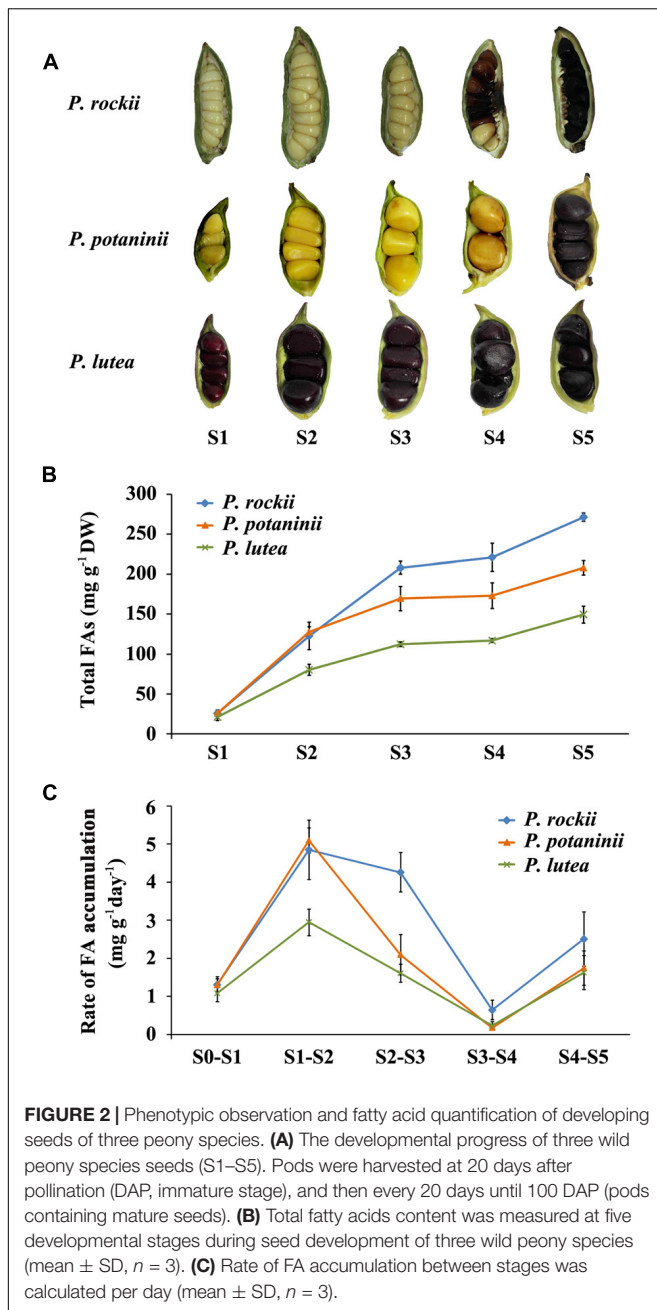 A
P. rockii
P. potaninii
P. lutea
S1 S2 S3 S4 S5
B
300
250
200
150
100
50
0
Total FAs (mg g-1DW)
P. rockii
P. potaninii
P. lutea
S1 S2 S3 S4 S5
C
6
5
4
3
2
1
0
Rate of FA accumulation
(mg g-1day-1)
P. rockii
P. potaninii
P. lutea
S0-S1 S1-S2 S2-S3 S3-S4 S4-S5
FIGURE 2 | Phenotypic observation and fatty acid quantification of developing
seeds of three peony species. (A) The developmental progress of three wild
peony species seeds (S1–S5). Pods were harvested at 20 days after
pollination (DAP, immature stage), and then every 20 days until 100 DAP (pods
containing mature seeds). (B) Total fatty acids content was measured at five
developmental stages during seed development of three wild peony species
(mean ± SD, n = 3). (C) Rate of FA accumulation between stages was
calculated per day (mean ± SD, n = 3).